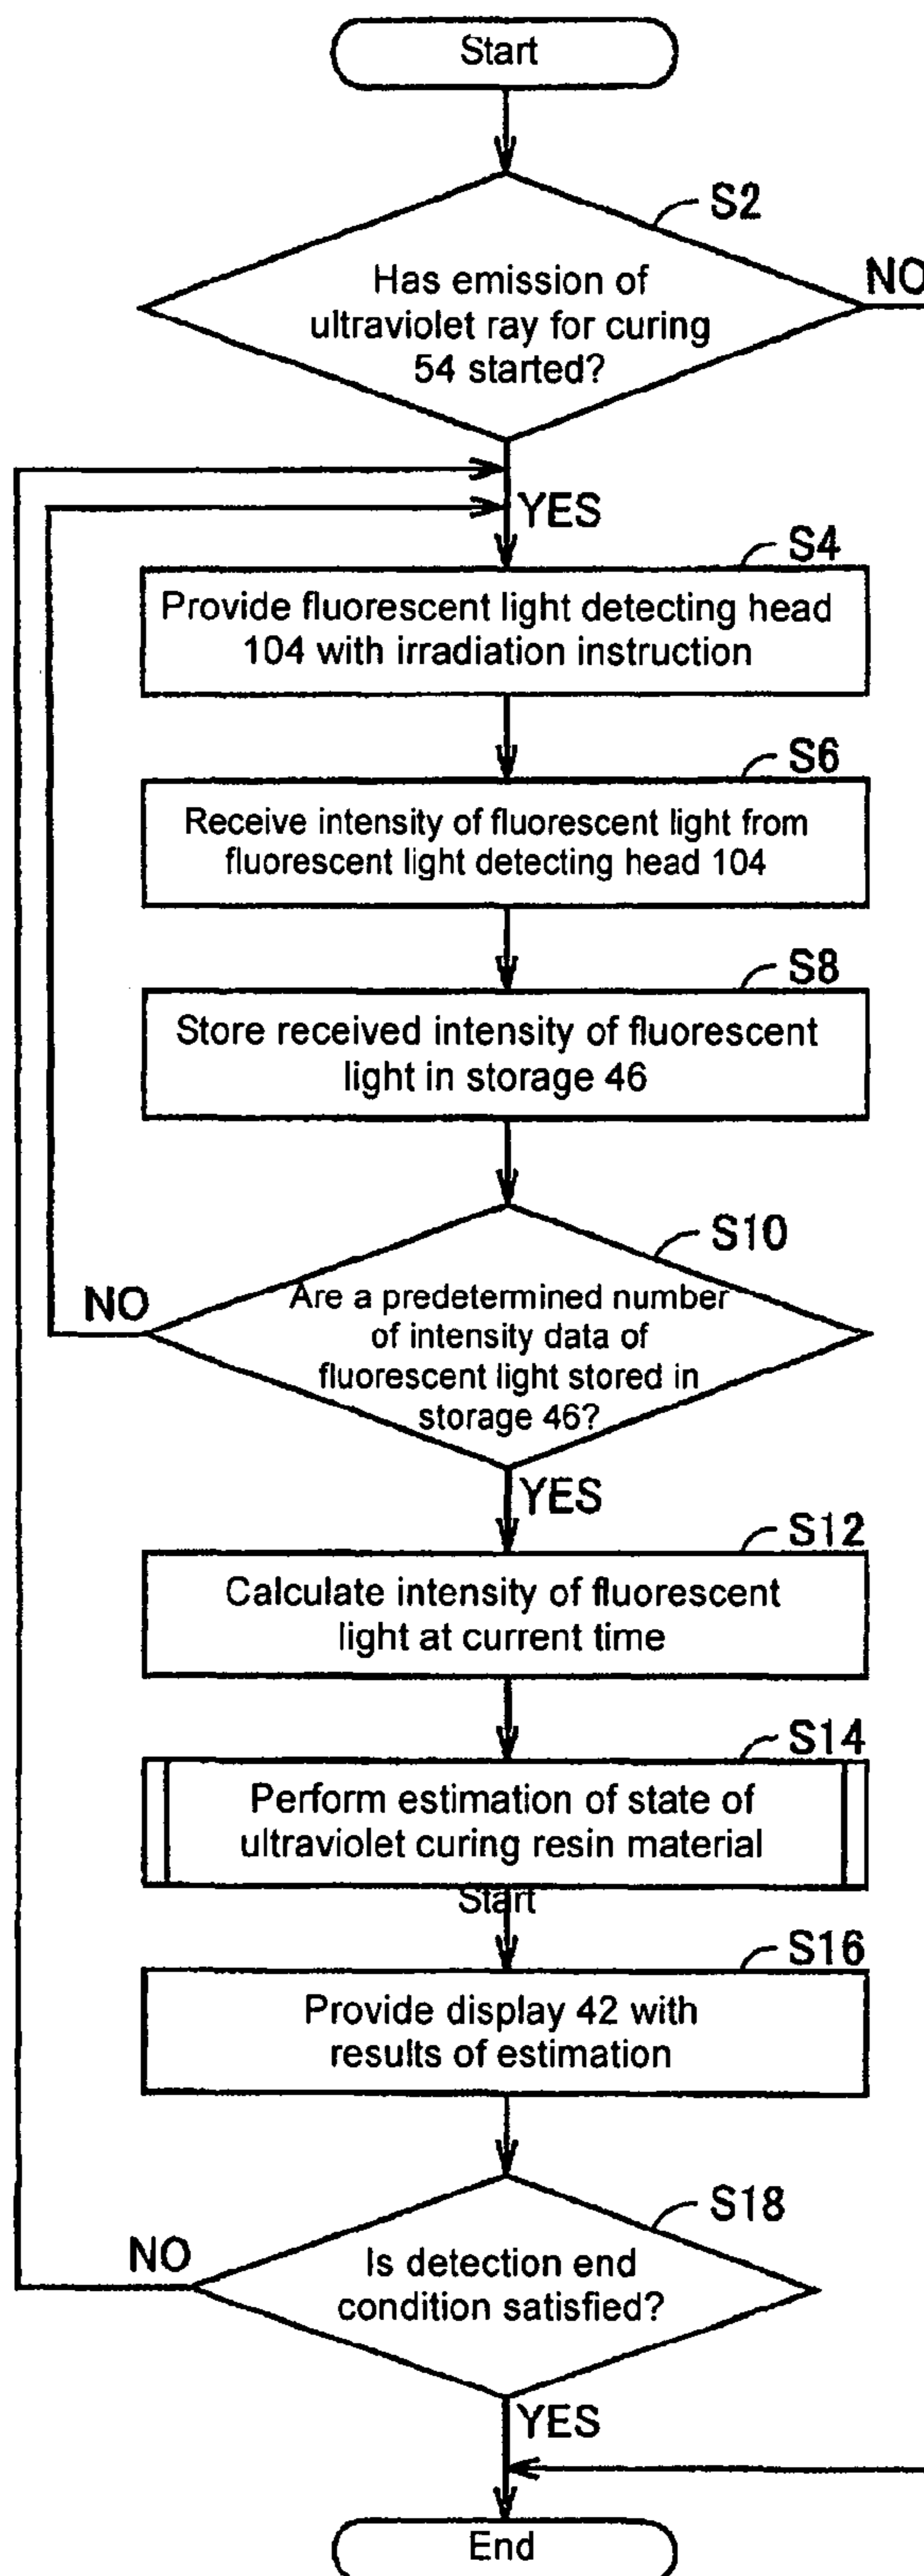 Start
S2
Has emission of
ultraviolet ray for curing
54 started?
NO
YES
S4
Provide fluorescent light detecting head
104 with irradiation instruction
S6
Receive intensity of fluorescent light from
fluorescent light detecting head 104
S8
Store received intensity of fluorescent
light in storage 46
S10
NO
Are a predetermined number
of intensity data of
fluorescent light stored in
storage 46?
YES
S12
Calculate intensity of fluorescent
light at current time
S14
Perform estimation of state of
ultraviolet curing resin material
Start
S16
Provide display 42 with
results of estimation
S18
NO
Is detection end
condition satisfied?
YES
End